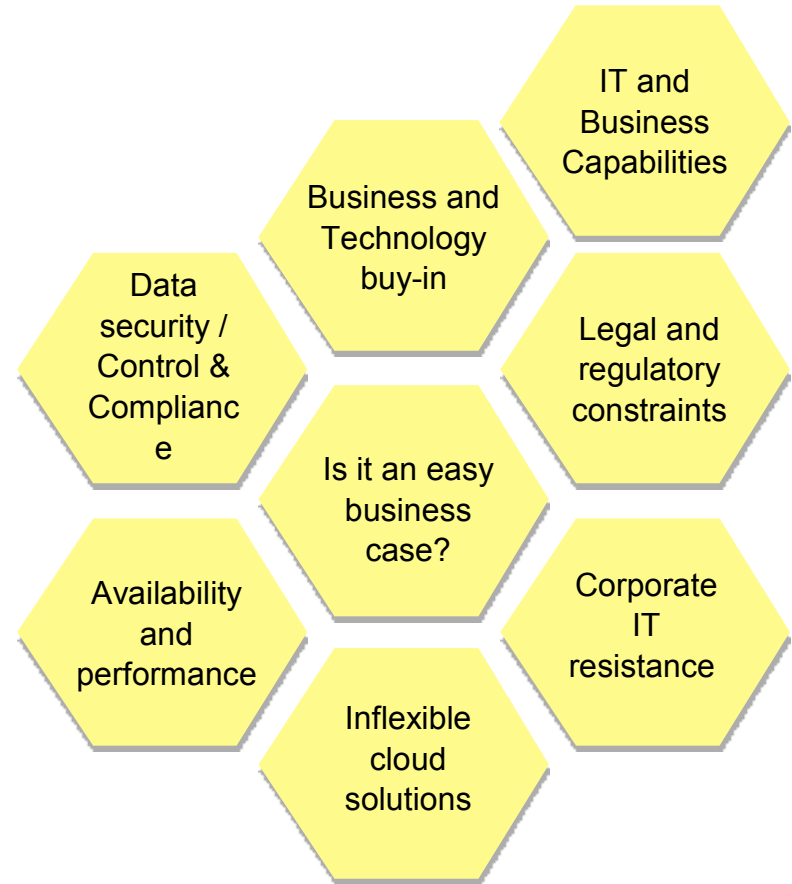 IT and
Business
Capabilities
Business and
Technology
buy-in
Data
security /
Control &
Complianc
e
Legal and
regulatory
constraints
Is it an easy
business
case?
Availability
and
performance
Corporate
IT
resistance
Inflexible
cloud
solutions